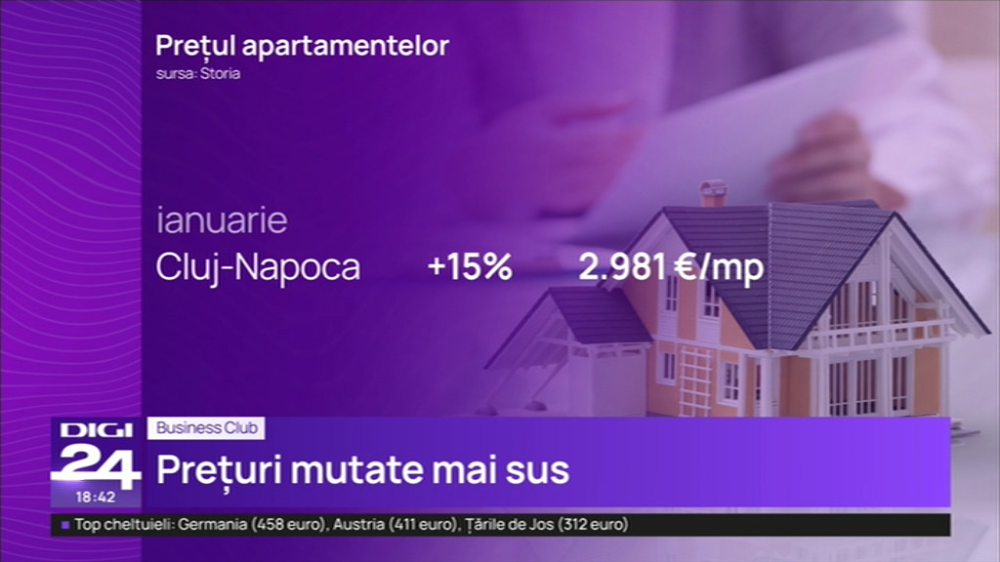 Prețul apartamentelor
sursa: Storia
ianuarie
Cluj-Napoca +15% 2.981 €/mp
DIGI 24
18:42
Business Club
Prețuri mutate mai sus
Top cheltuieli: Germania (458 euro), Austria (411 euro), Țările de Jos (312 euro)